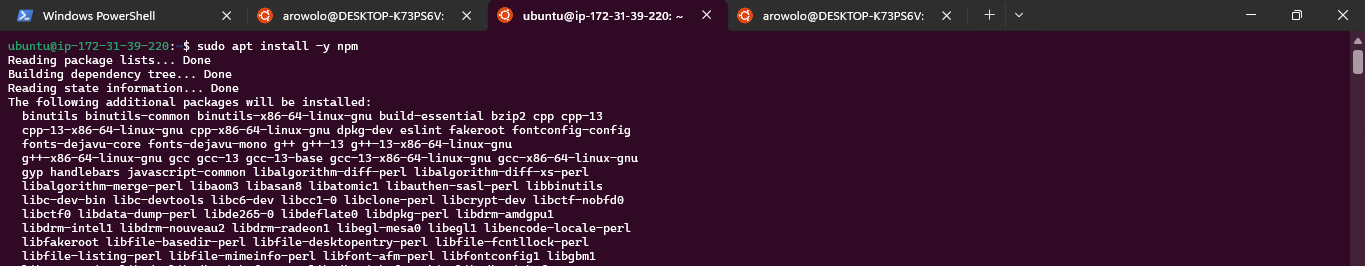 Windows PowerShell
arowolo@DESKTOP-K73PS6V:
ubuntu@ip-172-31-39-220: ~
arowolo@DESKTOP-K73PS6V:
ubuntu@ip-172-31-39-220:~$ sudo apt install -y npm
Reading package lists... Done
Building dependency tree... Done
Reading state information... Done
The following additional packages will be installed:
binutils binutils-common binutils-x86-64-linux-gnu build-essential bzip2 cpp cpp-13
cpp-13-x86-64-linux-gnu cpp-x86-64-linux-gnu dpkg-dev eslint fakeroot fontconfig-config
fonts-dejavu-core fonts-dejavu-mono g++ g++-13 g++-13-x86-64-linux-gnu
g++-x86-64-linux-gnu gcc gcc-13 gcc-13-base gcc-13-x86-64-linux-gnu gcc-x86-64-linux-gnu
gyp handlebars javascript-common libalgorithm-diff-perl libalgorithm-diff-xs-perl
libalgorithm-merge-perl libaom3 libasan8 libatomic1 libauthen-sasl-perl libbinutils
libc-dev-bin libc-devtools libc6-dev libcc1-0 libclone-perl libcrypt-dev libctf-nobfd0
libctf0 libdata-dump-perl libde265-0 libdeflate0 libdpkg-perl libdrm-amdgpu1
libdrm-intel1 libdrm-nouveau2 libdrm-radeon1 libegl-mesa0 libegl1 libencode-locale-perl
libfakeroot libfile-basedir-perl libfile-desktopentry-perl libfile-fcntllock-perl
libfile-listing-perl libfile-mimeinfo-perl libfont-afm-perl libfontconfig1 libgbm1